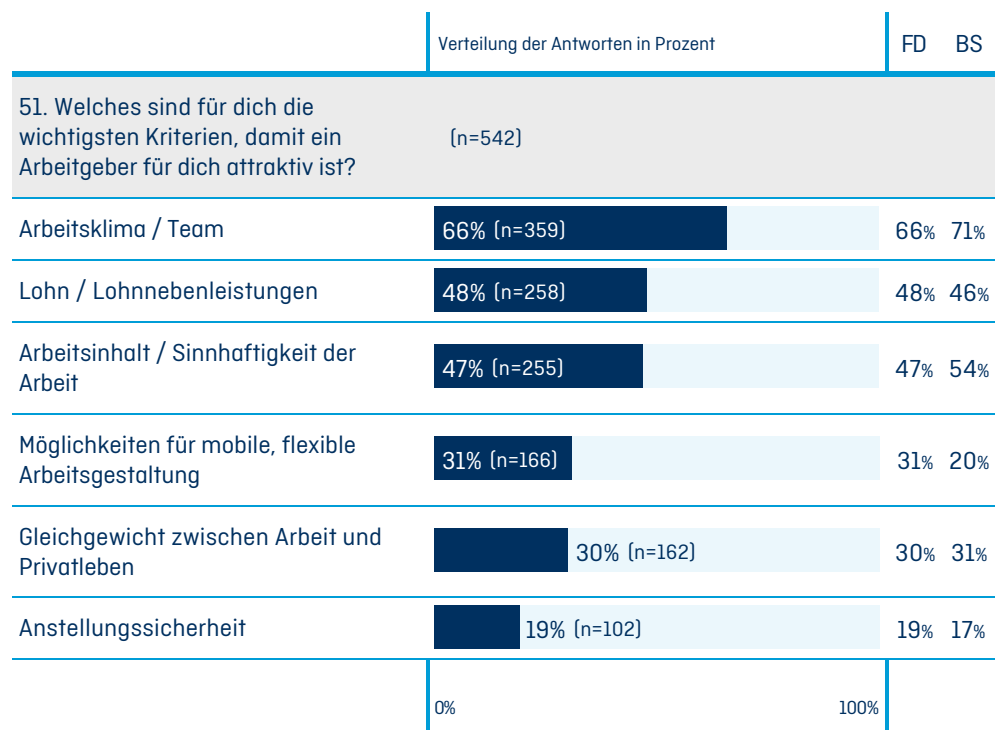 Verteilung der Antworten in Prozent FD BS
51. Welches sind für dich die
wichtigsten Kriterien, damit ein
Arbeitgeber für dich attraktiv ist?
(n=542)
Arbeitsklima / Team 66% (n=359) 66% 71%
Lohn / Lohnnebenleistungen 48% (n=258) 48% 46%
Arbeitsinhalt / Sinnhaftigkeit der
Arbeit
47% (n=255) 47% 54%
Möglichkeiten für mobile, flexible
Arbeitsgestaltung
31% (n=166) 31% 20%
Gleichgewicht zwischen Arbeit und
Privatleben
30% (n=162) 30% 31%
Anstellungssicherheit 19% (n=102) 19% 17%
0% 100%